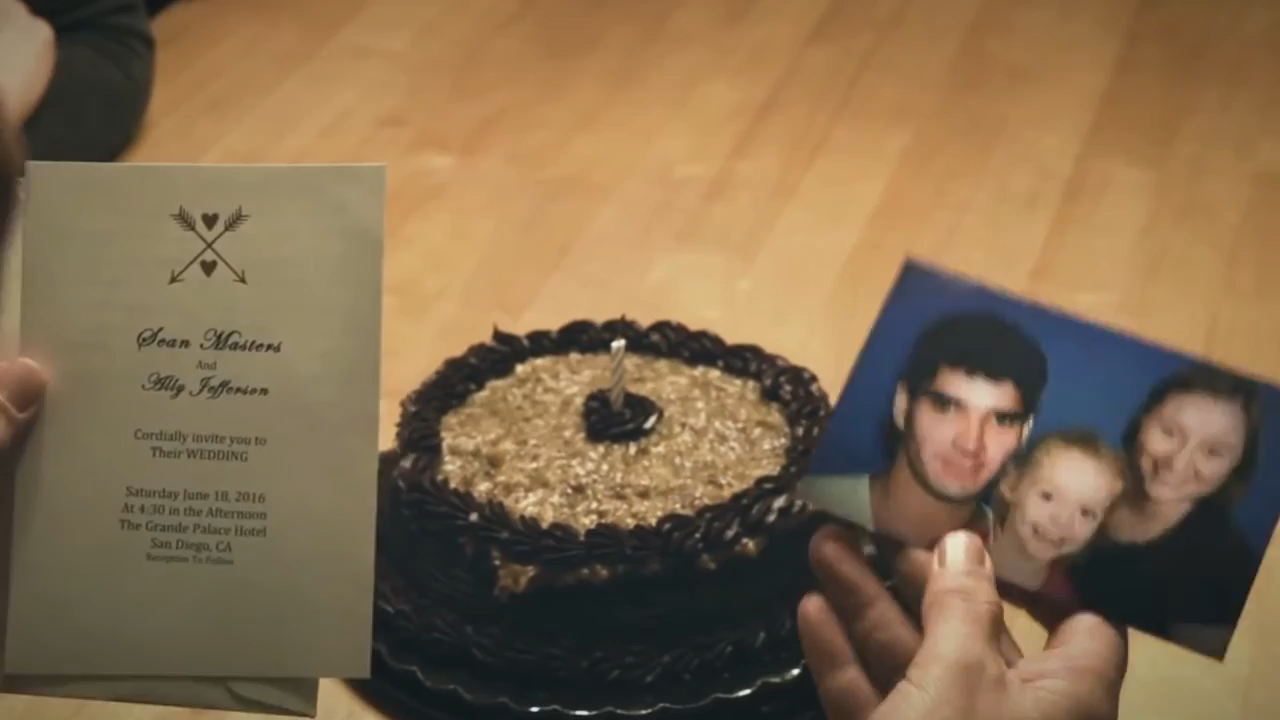 Sean Masters
And
Ally Jefferson
Cordially invite you to
Their WEDDING
Saturday June 18, 2016
At 4:30 in the Afternoon
The Grande Palace Hotel
San Diego, CA
Reception To Follow